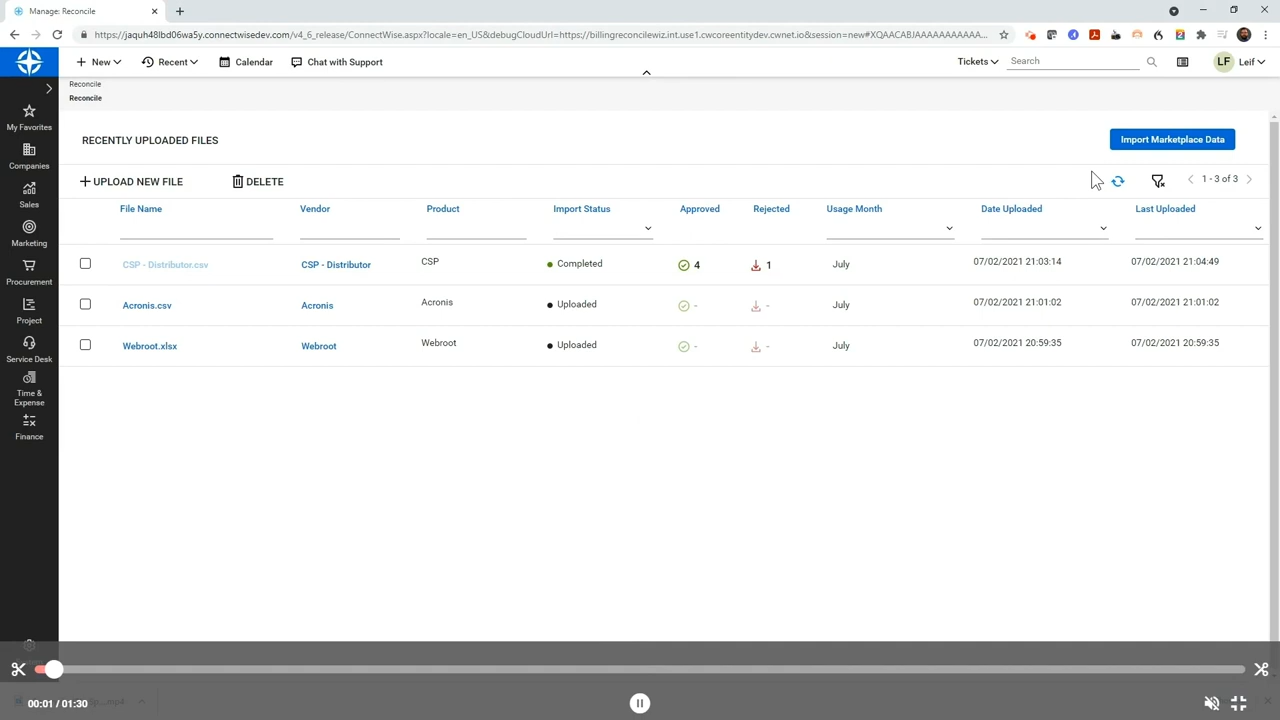 Manage: Reconcile
https://jaquh48lbd06wa5y.connectwisedev.com/v4_6_release/ConnectWise.aspx?locale=en_US&debugCloudUrl=https://billingreconcilewiz.int.use1.cwcoreentitydev.cwnet.io&session=new#XQAACABJAAAAAAAAAAA...
New Recent Calendar Chat with Support Tickets Search LF Leif
Reconcile
Reconcile
RECENTLY UPLOADED FILES Import Marketplace Data
UPLOAD NEW FILE DELETE 1 - 3 of 3
File Name Vendor Product Import Status Approved Rejected Usage Month Date Uploaded Last Uploaded
CSP - Distributor.csv CSP - Distributor CSP Completed 4 1 July 07/02/2021 21:03:14 07/02/2021 21:04:49
Acronis.csv Acronis Acronis Uploaded - - July 07/02/2021 21:01:02 07/02/2021 21:01:02
Webroot.xlsx Webroot Webroot Uploaded - - July 07/02/2021 20:59:35 07/02/2021 20:59:35
My Favorites
Companies
Sales
Marketing
Procurement
Project
Service Desk
Time &
Expense
Finance
00:01 / 01:30